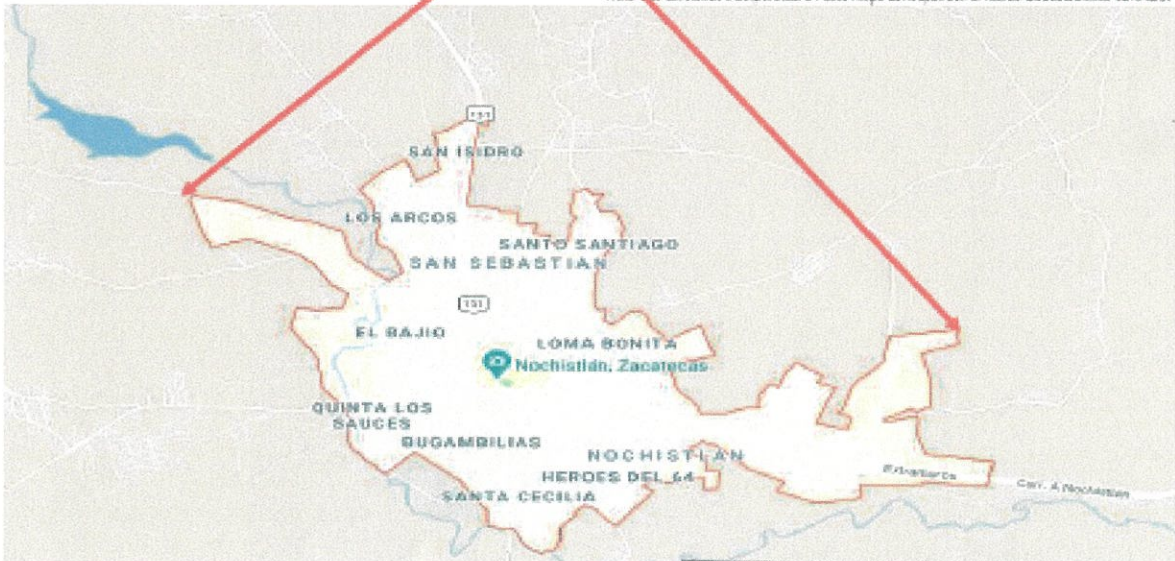 151
SAN ISIDRO
LOS ARCOS
SANTO SANTIAGO
SAN SEBASTIAN
151
EL BAJIO
LOMA BONITA
Nochistlán, Zacatecas
QUINTA LOS
SAUCES
BUGAMBILIAS
NOCHISTLAN
HEROES DEL 64
SANTA CECILIA
Extramuros
Carr. A Nochistlan